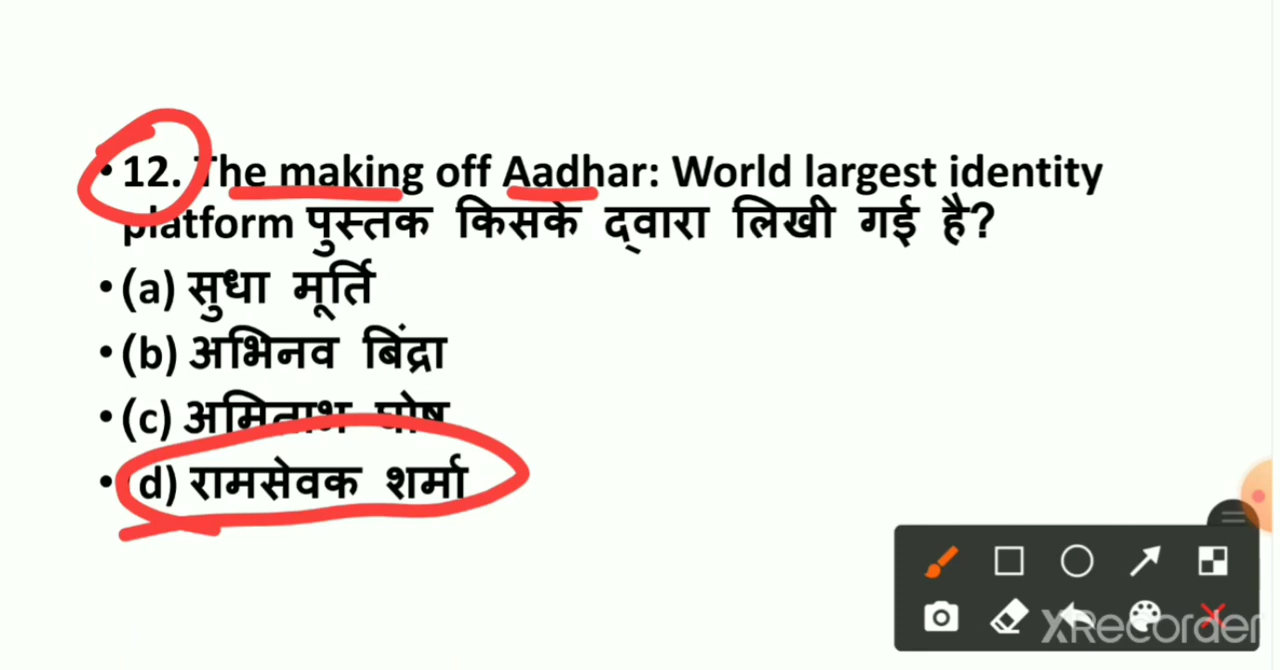 • 12. The making off Aadhar: World largest identity
platform पुस्तक किसके द्वारा लिखी गई है?
• (a) सुधा मूर्ति
• (b) अभिनव बिंद्रा
• (c) अमिताभ घोष
• (d) रामसेवक शर्मा
XRecorder